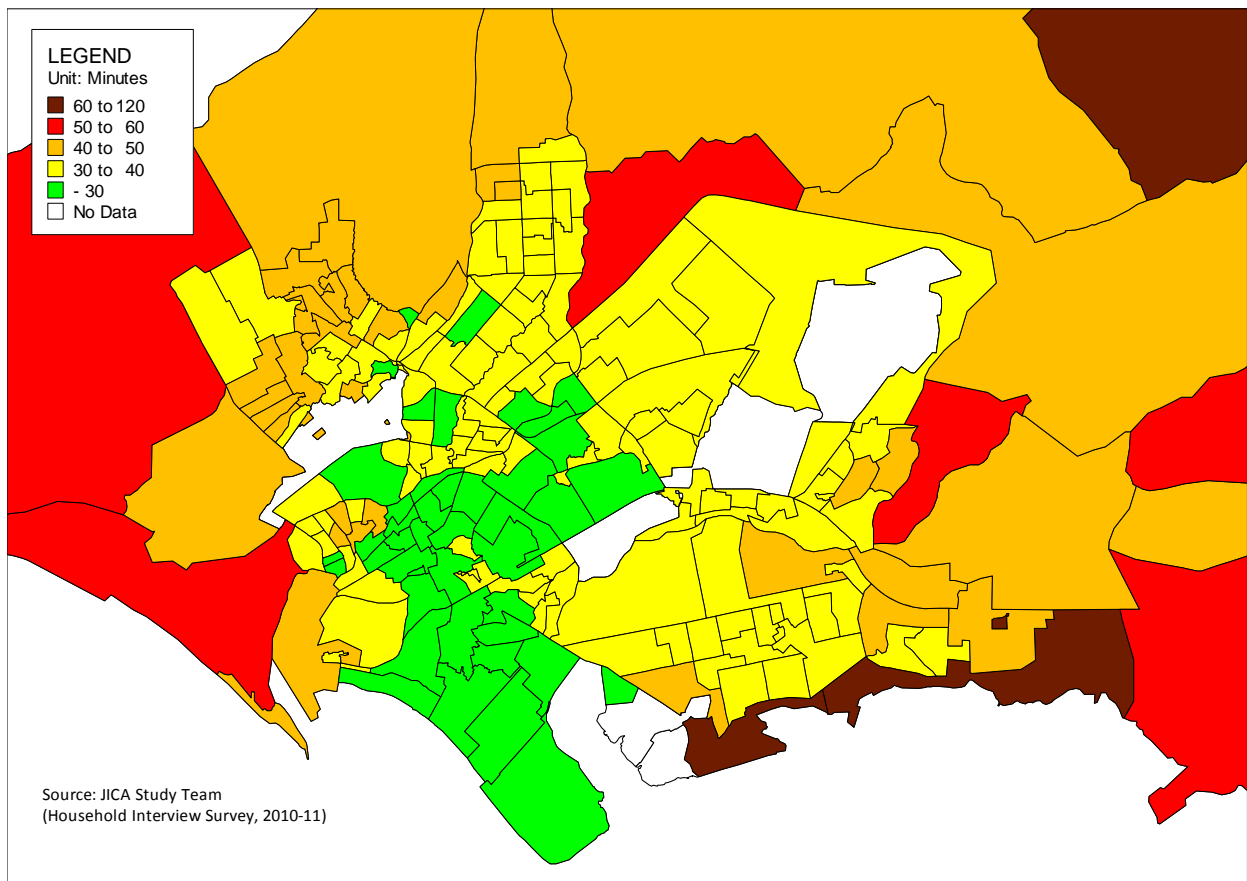 LEGEND
Unit: Minutes
60 to 120
50 to 60
40 to 50
30 to 40
- 30
No Data
Source: JICA Study Team
(Household Interview Survey, 2010-11)